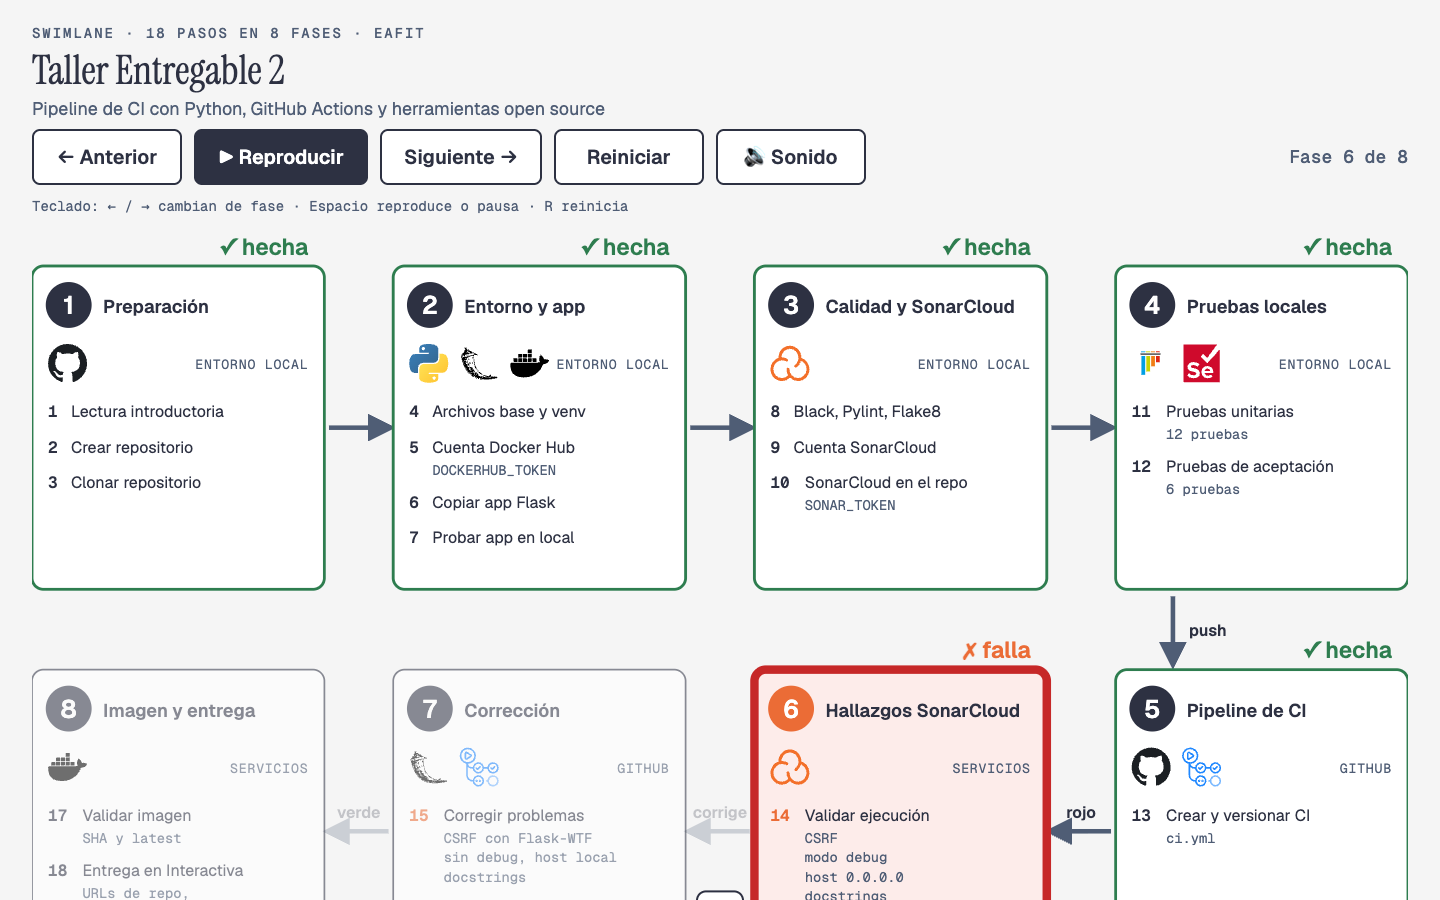 SWIMLANE · 18 PASOS EN 8 FASES · EAFIT
Taller Entregable 2
Pipeline de CI con Python, GitHub Actions y herramientas open source
← Anterior
▶ Reproducir
Siguiente →
Reiniciar
🔊 Sonido
Fase 6 de 8
Teclado: ← / → cambian de fase · Espacio reproduce o pausa · R reinicia
✓ hecha
1 Preparación
ENTORNO LOCAL
1 Lectura introductoria
2 Crear repositorio
3 Clonar repositorio
✓ hecha
2 Entorno y app
ENTORNO LOCAL
4 Archivos base y venv
5 Cuenta Docker Hub
DOCKERHUB_TOKEN
6 Copiar app Flask
7 Probar app en local
✓ hecha
3 Calidad y SonarCloud
ENTORNO LOCAL
8 Black, Pylint, Flake8
9 Cuenta SonarCloud
10 SonarCloud en el repo
SONAR_TOKEN
✓ hecha
4 Pruebas locales
Se
ENTORNO LOCAL
11 Pruebas unitarias
12 pruebas
12 Pruebas de aceptación
6 pruebas
push
✓ hecha
5 Pipeline de CI
GITHUB
13 Crear y versionar CI
ci.yml
rojo
✗ falla
6 Hallazgos SonarCloud
SERVICIOS
14 Validar ejecución
CSRF
modo debug
host 0.0.0.0
docstrings
corrige
7 Corrección
GITHUB
15 Corregir problemas
CSRF con Flask-WTF
sin debug, host local
docstrings
verde
8 Imagen y entrega
SERVICIOS
17 Validar imagen
SHA y latest
18 Entrega en Interactiva
URLs de repo,